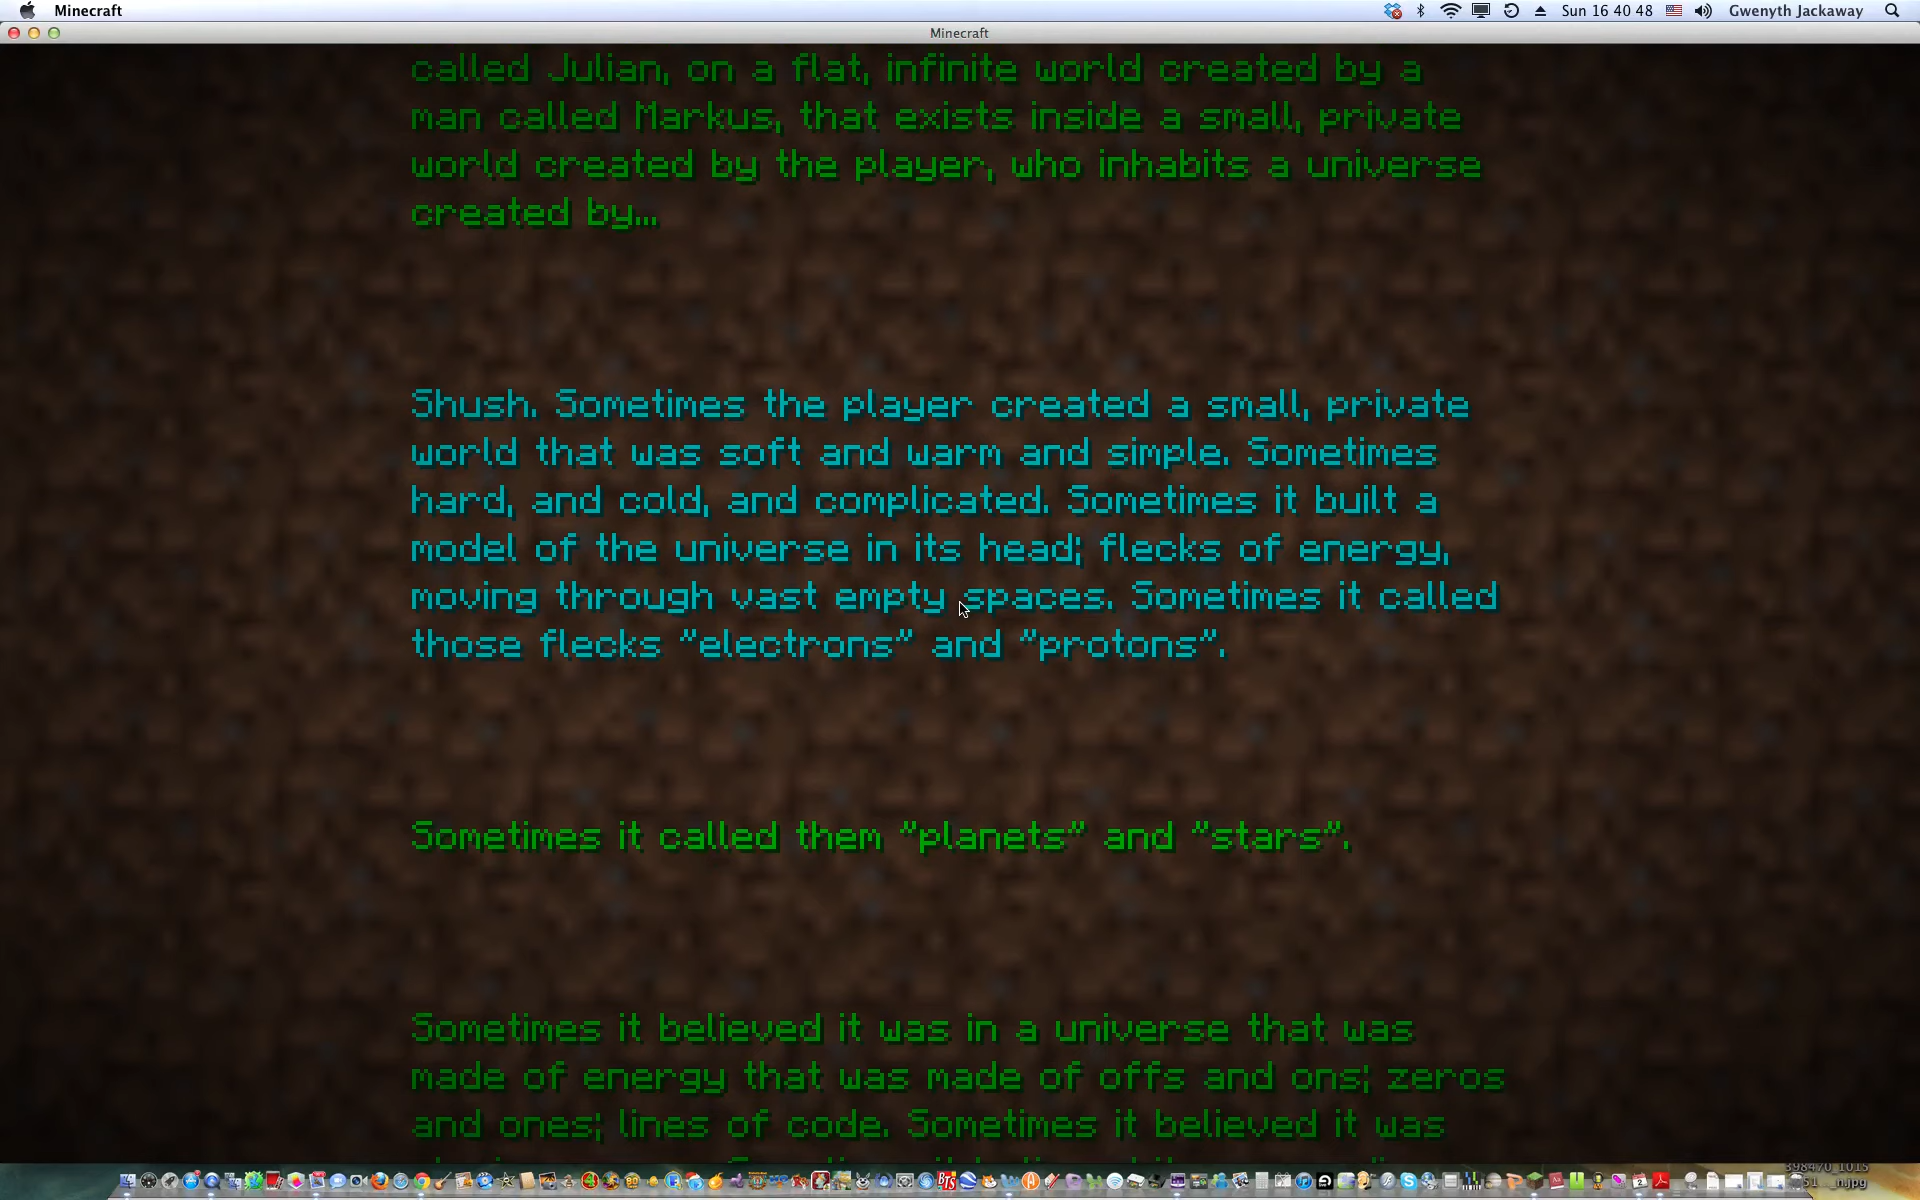 Minecraft
Sun 16 40 48
Gwenyth Jackaway
Minecraft
called Julian, on a flat, infinite world created by a
man called Markus, that exists inside a small, private
world created by the player, who inhabits a universe
created by...
Shush. Sometimes the player created a small, private
world that was soft and warm and simple. Sometimes
hard, and cold, and complicated. Sometimes it built a
model of the universe in its head; flecks of energy,
moving through vast empty spaces. Sometimes it called
those flecks "electrons" and "protons".
Sometimes it called them "planets" and "stars".
Sometimes it believed it was in a universe that was
made of energy that was made of offs and ons; zeros
and ones; lines of code. Sometimes it believed it was
398470_1015